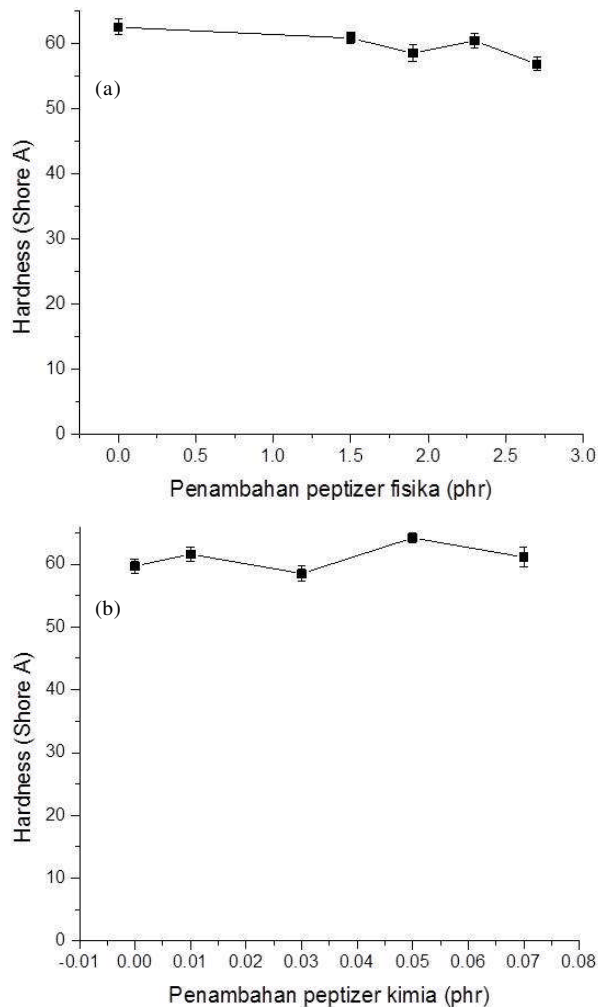 60
(a)
50
40
30
20
10
0
Hardness (Shore A)
0.0 0.5 1.0 1.5 2.0 2.5 3.0
Penambahan peptizer fisika (phr)
60
(b)
50
40
30
20
10
0
Hardness (Shore A)
-0.01 0.00 0.01 0.02 0.03 0.04 0.05 0.06 0.07 0.08
Penambahan peptizer kimia (phr)